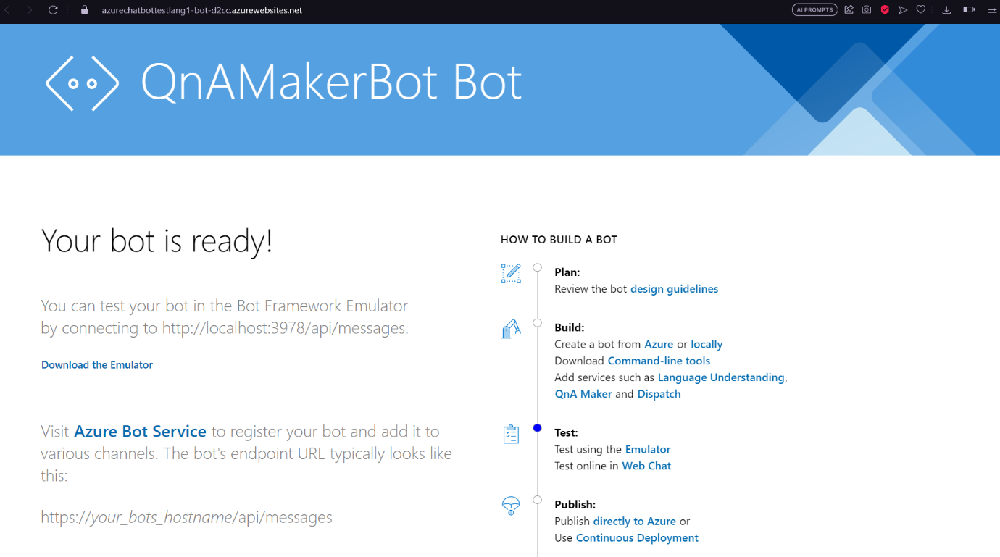 azurechatbottestlang1-bot-d2cc.azurewebsites.net
AI PROMPTS
QnAMakerBot Bot
Your bot is ready!
You can test your bot in the Bot Framework Emulator
by connecting to http://localhost:3978/api/messages.
Download the Emulator
Visit Azure Bot Service to register your bot and add it to
various channels. The bot's endpoint URL typically looks like
this:
https://your_bots_hostname/api/messages
HOW TO BUILD A BOT
Plan:
Review the bot design guidelines
Build:
Create a bot from Azure or locally
Download Command-line tools
Add services such as Language Understanding,
QnA Maker and Dispatch
Test:
Test using the Emulator
Test online in Web Chat
Publish:
Publish directly to Azure or
Use Continuous Deployment